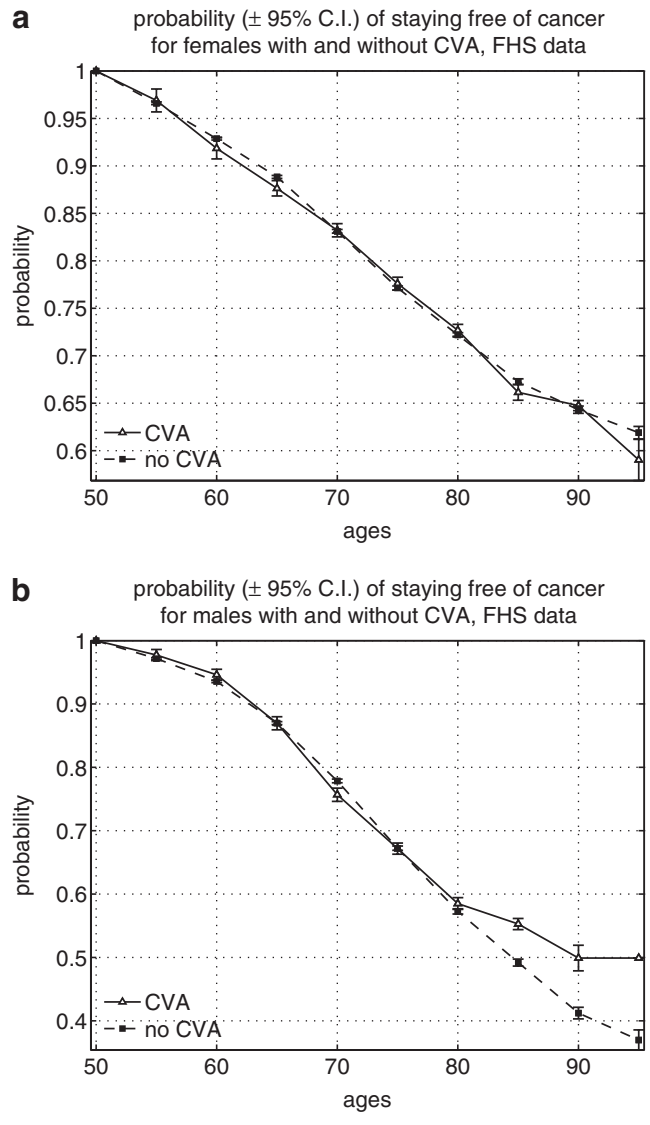 a
probability (± 95% C.I.) of staying free of cancer
for females with and without CVA, FHS data
1
0.95
0.9
0.85
0.8
0.75
0.7
0.65
0.6
probability
CVA
no CVA
50 60 70 80 90
ages
b
probability (± 95% C.I.) of staying free of cancer
for males with and without CVA, FHS data
1
0.9
0.8
0.7
0.6
0.5
0.4
probability
CVA
no CVA
50 60 70 80 90
ages